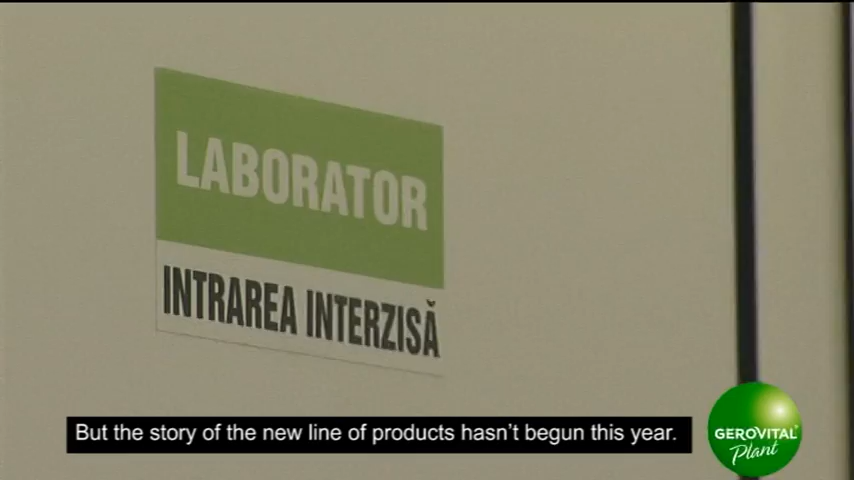 LABORATOR
INTRAREA INTERZISĂ
But the story of the new line of products hasn't begun this year.
GEROVITAL
Plant